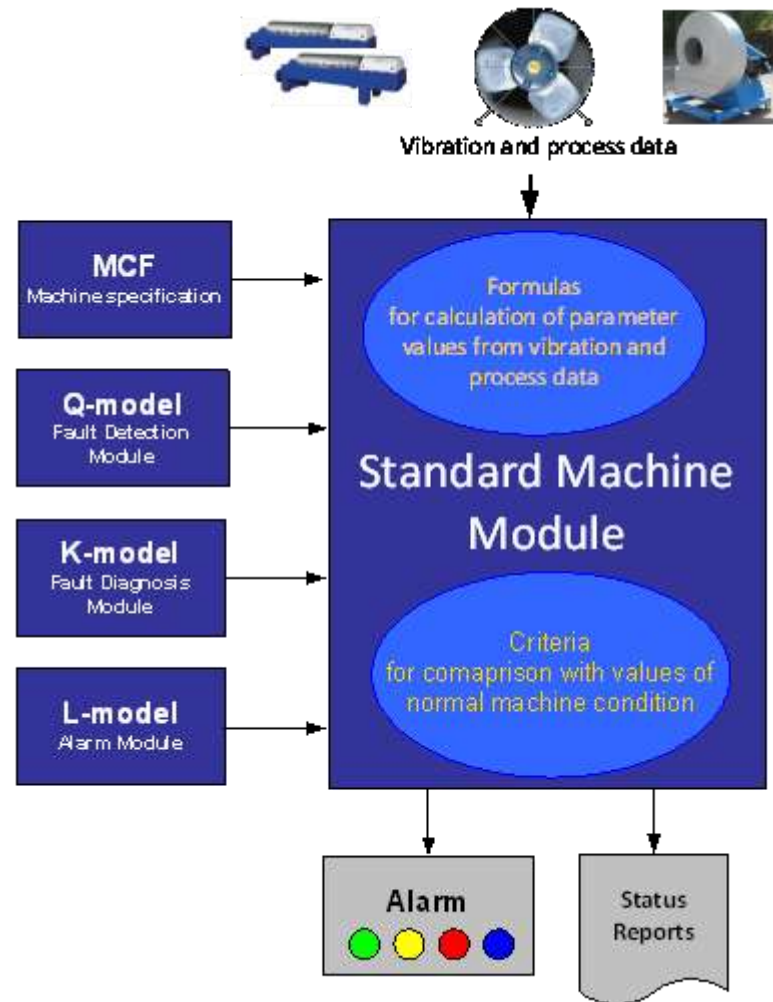 Vibration and process data
MCF
Machine specification
Q-model
Fault Detection
Module
K-model
Fault Diagnosis
Module
L-model
Alarm Module
Formulas
for calculation of parameter
values from vibration and
process data
Standard Machine
Module
Criteria
for comaprison with values of
normal machine condition
Alarm
Status
Reports